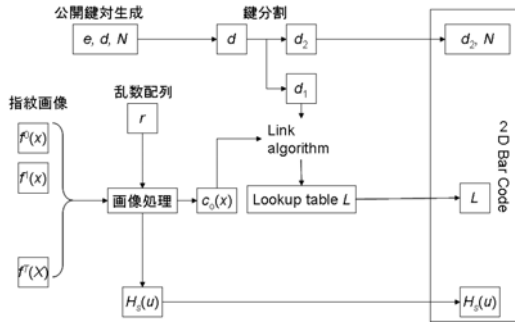 公開鍵対生成
鍵分割
e, d, N
d
d₂
d₂, N
d₁
指紋画像
乱数配列
f⁰(x)
r
Link
algorithm
f¹(x)
2D Bar Code
画像処理
c₀(x)
Lookup table L
L
fᵀ(X)
Hₛ(u)
Hₛ(u)